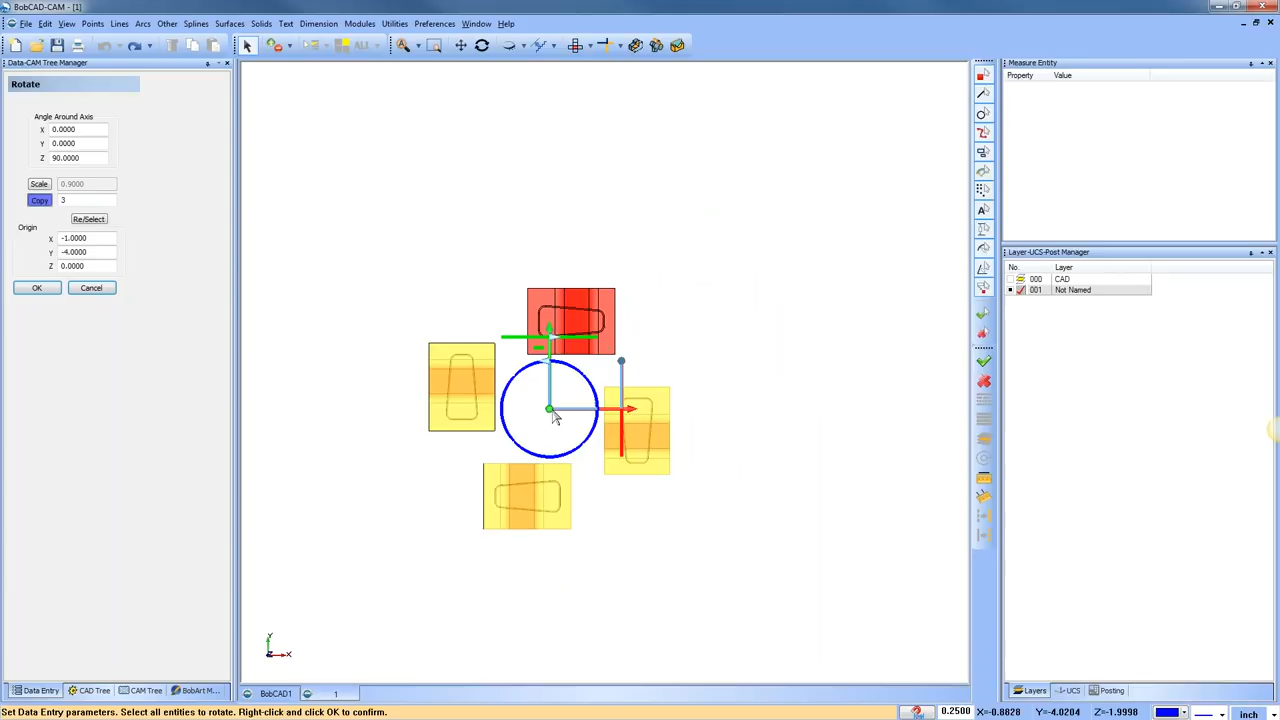 BobCAD-CAM - [1]
File Edit View Points Lines Arcs Other Splines Surfaces Solids Text Dimension Modules Utilities Preferences Window Help
ALL
Data-CAM Tree Manager
Rotate
Angle Around Axis
X 0.0000
Y 0.0000
Z 90.0000
Scale 0.9000
Copy 3
Re/Select
Origin
X -1.0000
Y -4.0000
Z 0.0000
OK Cancel
Y
Z X
A
Measure Entity
Property Value
Layer-UCS-Post Manager
No. Layer
000 CAD
001 Not Named
Data Entry CAD Tree CAM Tree BobArt M...
BobCAD1 1
Layers UCS Posting
Set Data Entry parameters. Select all entities to rotate. Right-click and click OK to confirm.
0.2500 X=-0.8828 Y=-4.0204 Z=-1.9998 inch